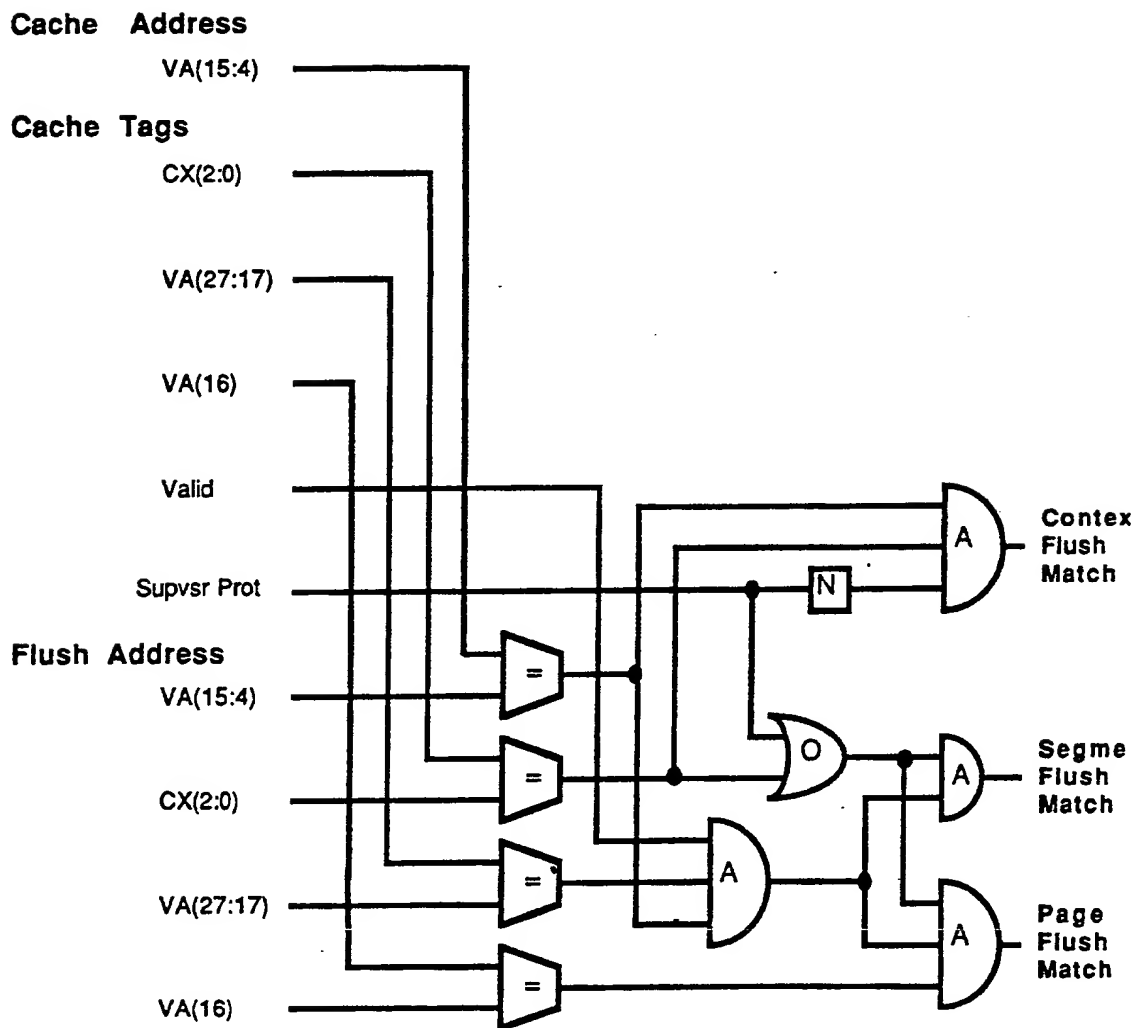 Cache Address
VA(15:4)
Cache Tags
CX(2:0)
VA(27:17)
VA(16)
Valid
Supvsr Prot
Flush Address
VA(15:4)
CX(2:0)
VA(27:17)
VA(16)
=
=
=
=
N
O
A
A
A
A
Contex
Flush
Match
Segme
Flush
Match
Page
Flush
Match